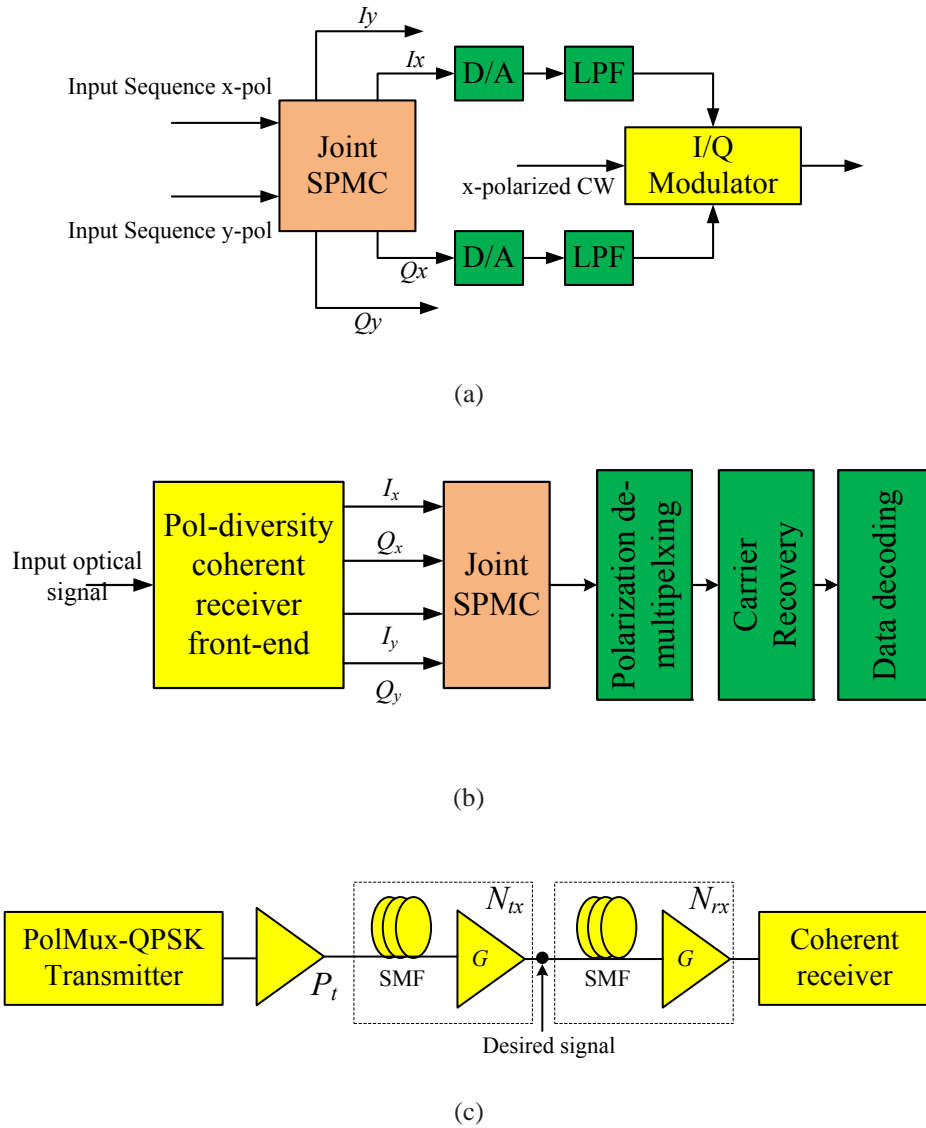 Iy
Ix
D/A
LPF
Input Sequence x-pol
Joint
SPMC
I/Q
Modulator
x-polarized CW
Input Sequence y-pol
D/A
LPF
Qx
Qy
(a)
Pol-diversity
coherent
receiver
front-end
Input optical
signal
Ix
Qx
Iy
Qy
Joint
SPMC
Polarization de-
multipelxing
Carrier
Recovery
Data decoding
(b)
PolMux-QPSK
Transmitter
Pt
SMF
G
Ntx
Desired signal
SMF
G
Nrx
Coherent
receiver
(c)